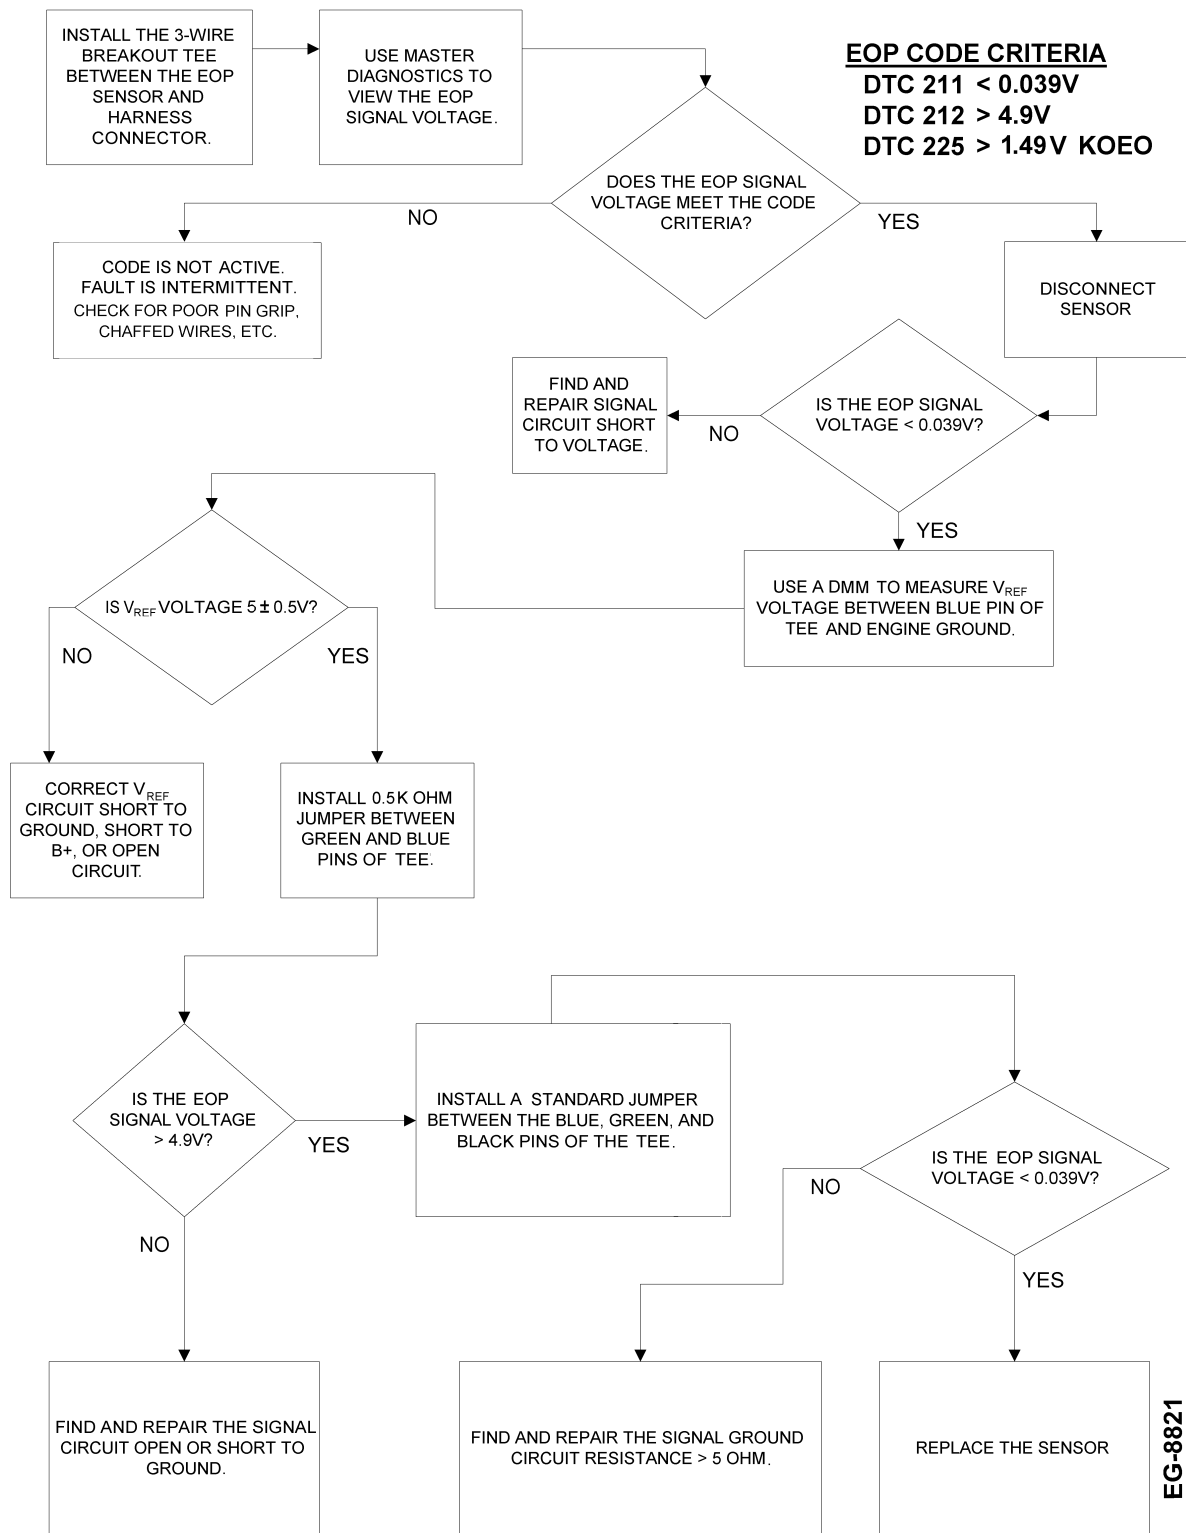 INSTALL THE 3-WIRE
BREAKOUT TEE
BETWEEN THE EOP
SENSOR AND
HARNESS
CONNECTOR.
USE MASTER
DIAGNOSTICS TO
VIEW THE EOP
SIGNAL VOLTAGE.
EOP CODE CRITERIA
DTC 211 < 0.039V
DTC 212 > 4.9V
DTC 225 > 1.49V KOEO
DOES THE EOP SIGNAL
VOLTAGE MEET THE CODE
CRITERIA?
NO
YES
CODE IS NOT ACTIVE.
FAULT IS INTERMITTENT.
CHECK FOR POOR PIN GRIP,
CHAFFED WIRES, ETC.
DISCONNECT
SENSOR
IS THE EOP SIGNAL
VOLTAGE < 0.039V?
NO
YES
FIND AND
REPAIR SIGNAL
CIRCUIT SHORT
TO VOLTAGE.
USE A DMM TO MEASURE VREF
VOLTAGE BETWEEN BLUE PIN OF
TEE AND ENGINE GROUND.
IS VREF VOLTAGE 5 ± 0.5V?
NO
YES
CORRECT VREF
CIRCUIT SHORT TO
GROUND, SHORT TO
B+, OR OPEN
CIRCUIT.
INSTALL 0.5K OHM
JUMPER BETWEEN
GREEN AND BLUE
PINS OF TEE.
IS THE EOP
SIGNAL VOLTAGE
> 4.9V?
YES
NO
INSTALL A STANDARD JUMPER
BETWEEN THE BLUE, GREEN, AND
BLACK PINS OF THE TEE.
IS THE EOP SIGNAL
VOLTAGE < 0.039V?
NO
YES
FIND AND REPAIR THE SIGNAL
CIRCUIT OPEN OR SHORT TO
GROUND.
FIND AND REPAIR THE SIGNAL GROUND
CIRCUIT RESISTANCE > 5 OHM.
REPLACE THE SENSOR
EG-8821